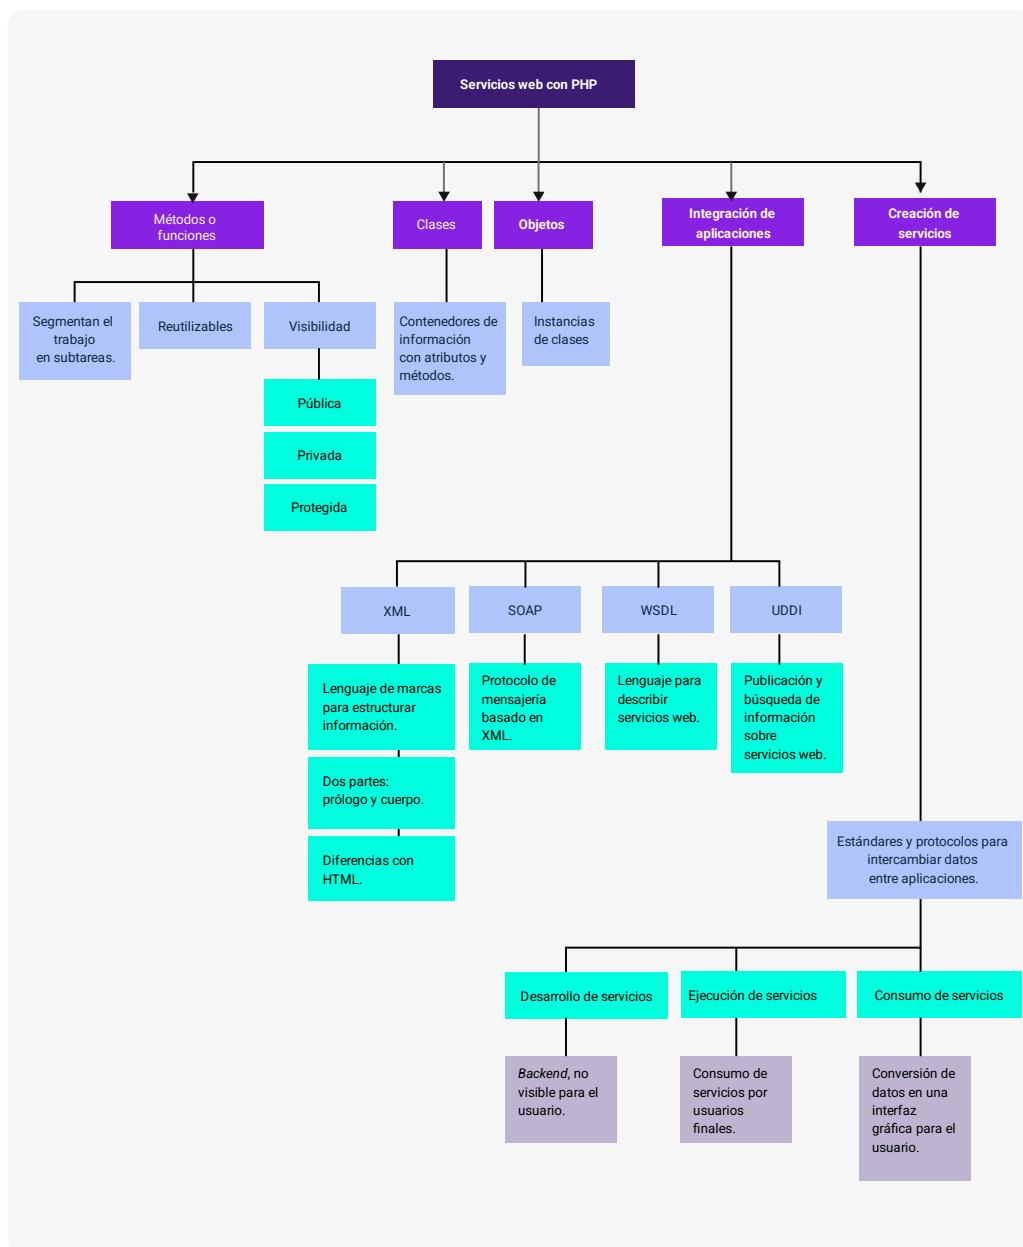 Servicios web con PHP
Métodos o
funciones
Clases
Objetos
Integración de
aplicaciones
Creación de
servicios
Segmentan el
trabajo
en subtareas.
Reutilizables
Visibilidad
Contenedores de
información
con atributos y
métodos.
Instancias
de clases
Pública
Privada
Protegida
XML
SOAP
WSDL
UDDI
Lenguaje de marcas
para estructurar
información.
Protocolo de
mensajería
basado en
XML.
Lenguaje para
describir
servicios web.
Publicación y
búsqueda de
información
sobre
servicios web.
Dos partes:
prólogo y cuerpo.
Diferencias con
HTML.
Estándares y protocolos para
intercambiar datos
entre aplicaciones.
Desarrollo de servicios
Ejecución de servicios
Consumo de servicios
Backend, no
visible para el
usuario.
Consumo de
servicios por
usuarios
finales.
Conversión de
datos en una
interfaz
gráfica para el
usuario.